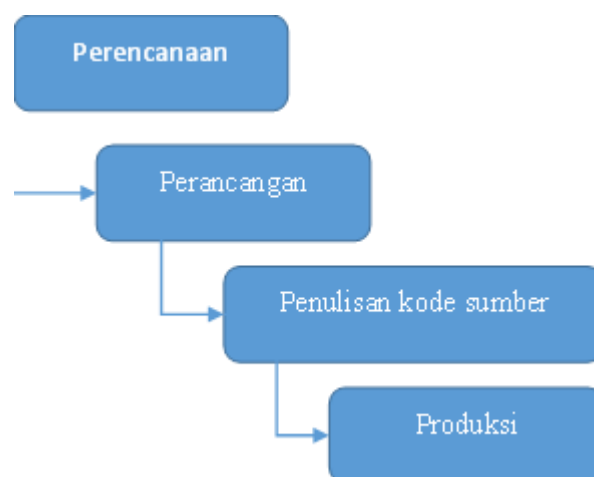 Perencanaan
Perancangan
Penulisan kode sumber
Produksi